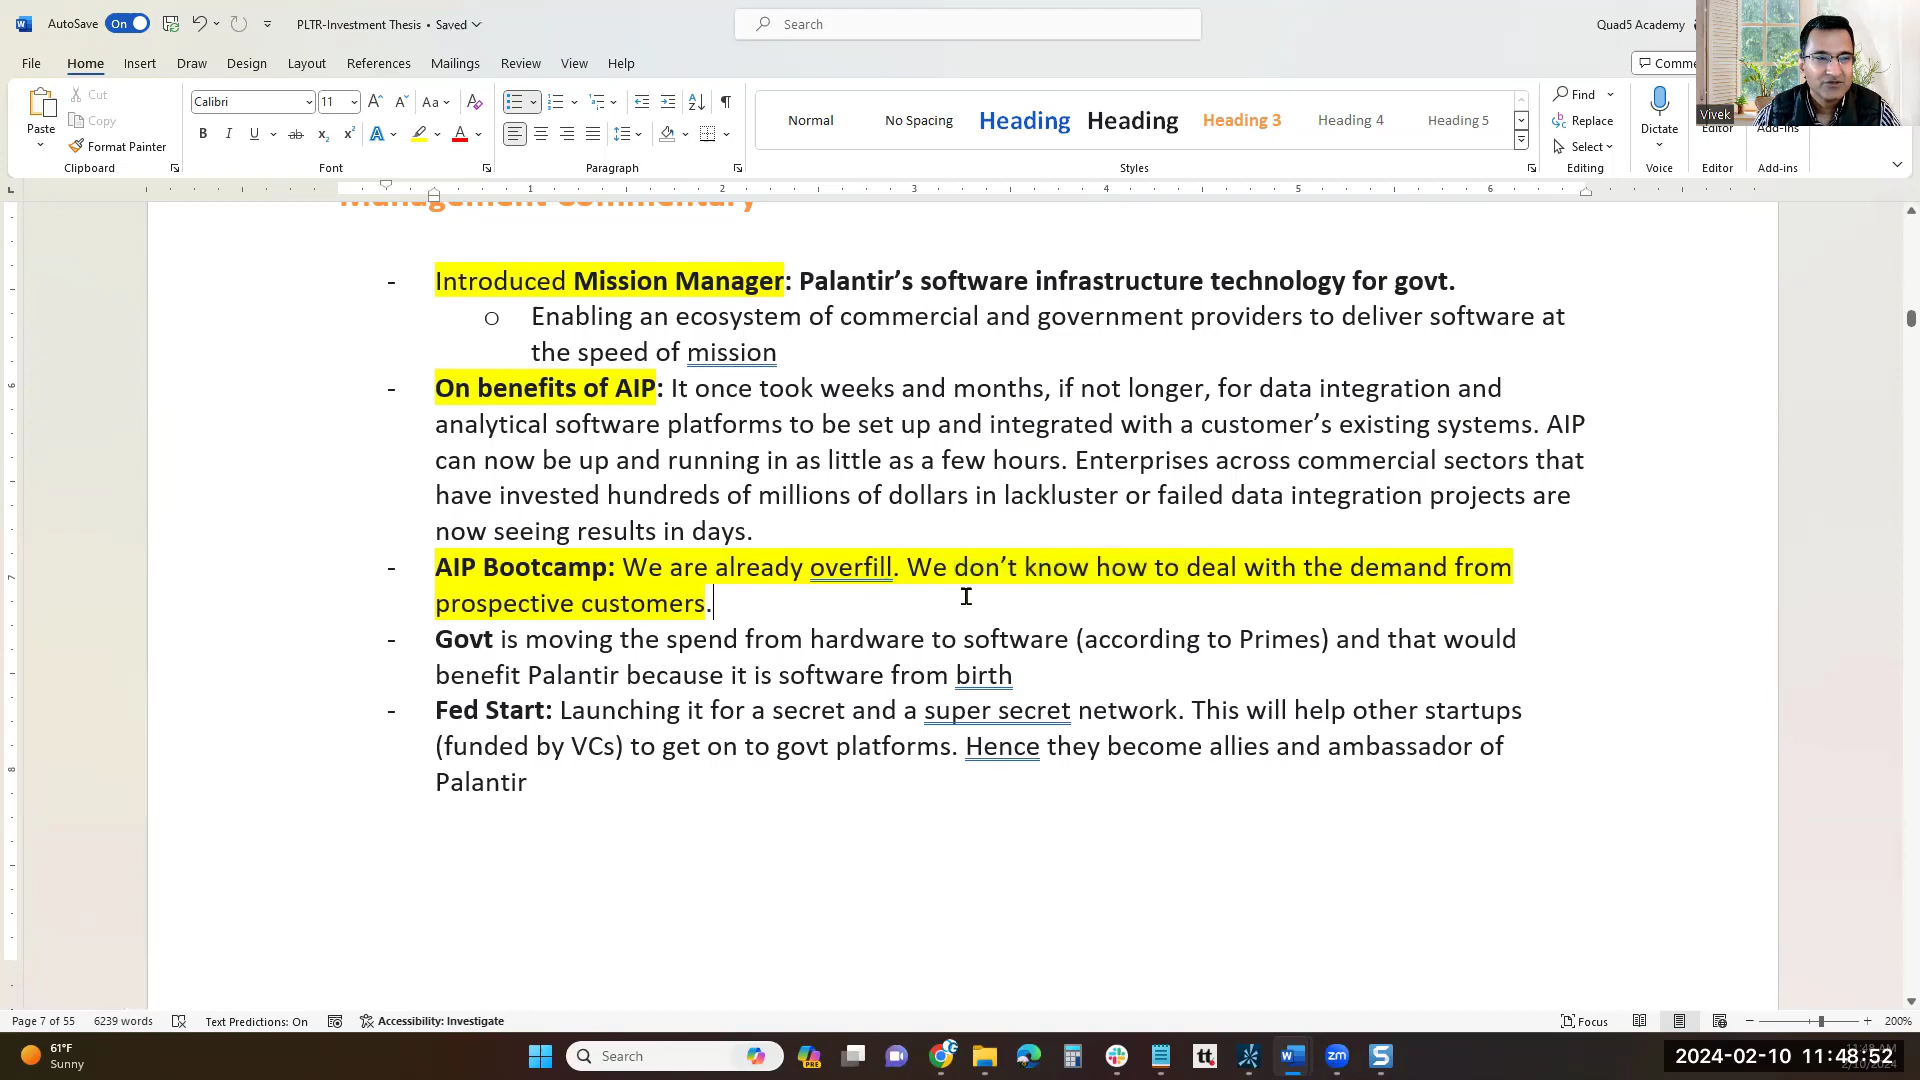 AutoSave On PLTR-Investment Thesis • Saved Search Quad5 Academy
File Home Insert Draw Design Layout References Mailings Review View Help Comme
Vivek
Paste Cut Copy Format Painter Clipboard
Calibri 11 Font
Paragraph
Normal No Spacing Heading Heading Heading 3 Heading 4 Heading 5 Styles
Find Replace Select Editing
Dictate Voice
Editor Editor
Add-ins Add-ins
1 2 3 4 5 6
Management Commentary
- Introduced Mission Manager: Palantir’s software infrastructure technology for govt.
o Enabling an ecosystem of commercial and government providers to deliver software at
the speed of mission
- On benefits of AIP: It once took weeks and months, if not longer, for data integration and
analytical software platforms to be set up and integrated with a customer’s existing systems. AIP
can now be up and running in as little as a few hours. Enterprises across commercial sectors that
have invested hundreds of millions of dollars in lackluster or failed data integration projects are
now seeing results in days.
- AIP Bootcamp: We are already overfill. We don’t know how to deal with the demand from
prospective customers.
- Govt is moving the spend from hardware to software (according to Primes) and that would
benefit Palantir because it is software from birth
- Fed Start: Launching it for a secret and a super secret network. This will help other startups
(funded by VCs) to get on to govt platforms. Hence they become allies and ambassador of
Palantir
Page 7 of 55 6239 words Text Predictions: On Accessibility: Investigate Focus 200%
61°F
Sunny
Search
2024-02-10 11:48:52